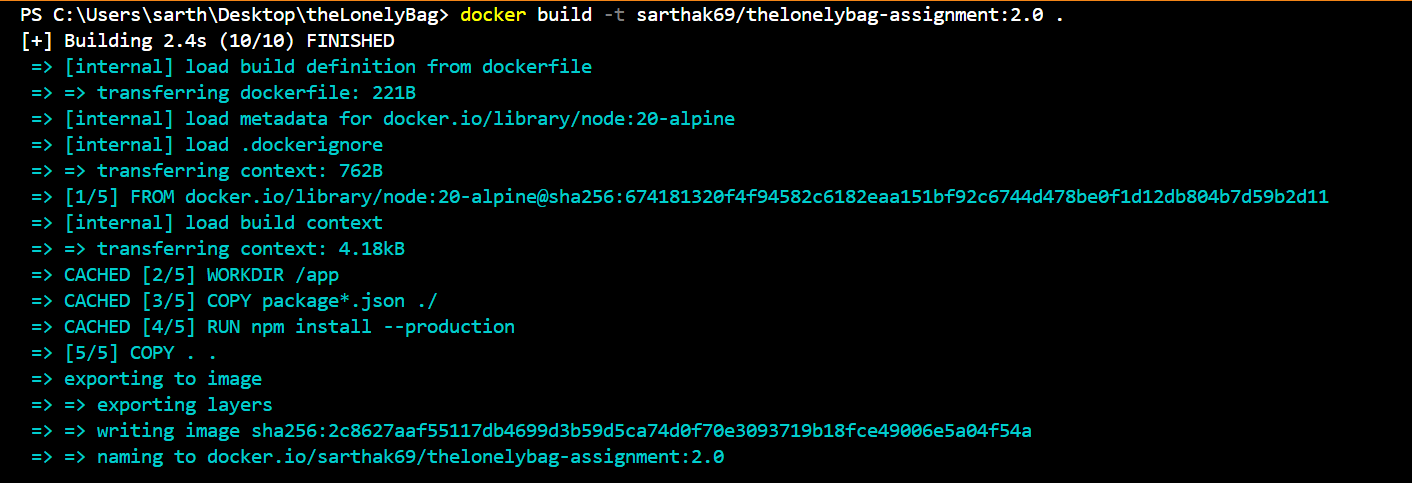 PS C:\Users\sarth\Desktop\theLonelyBag> docker build -t sarthak69/thelonelybag-assignment:2.0 .
[+] Building 2.4s (10/10) FINISHED
=> [internal] load build definition from dockerfile
=> => transferring dockerfile: 221B
=> [internal] load metadata for docker.io/library/node:20-alpine
=> [internal] load .dockerignore
=> => transferring context: 762B
=> [1/5] FROM docker.io/library/node:20-alpine@sha256:674181320f4f94582c6182eaa151bf92c6744d478be0f1d12db804b7d59b2d11
=> [internal] load build context
=> => transferring context: 4.18kB
=> CACHED [2/5] WORKDIR /app
=> CACHED [3/5] COPY package*.json ./
=> CACHED [4/5] RUN npm install --production
=> [5/5] COPY . .
=> exporting to image
=> => exporting layers
=> => writing image sha256:2c8627aaf55117db4699d3b59d5ca74d0f70e3093719b18fce49006e5a04f54a
=> => naming to docker.io/sarthak69/thelonelybag-assignment:2.0